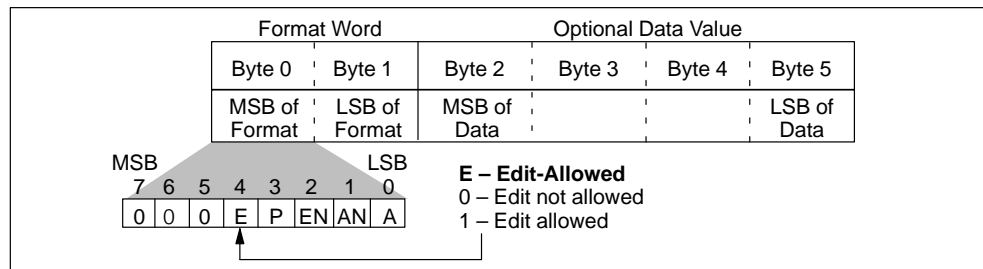 Format Word Optional Data Value
Byte 0 Byte 1 Byte 2 Byte 3 Byte 4 Byte 5
MSB of LSB of MSB of LSB of
Format Format Data Data
MSB LSB
7 6 5 4 3 2 1 0
0 0 0 E P EN AN A
E – Edit-Allowed
0 – Edit not allowed
1 – Edit allowed